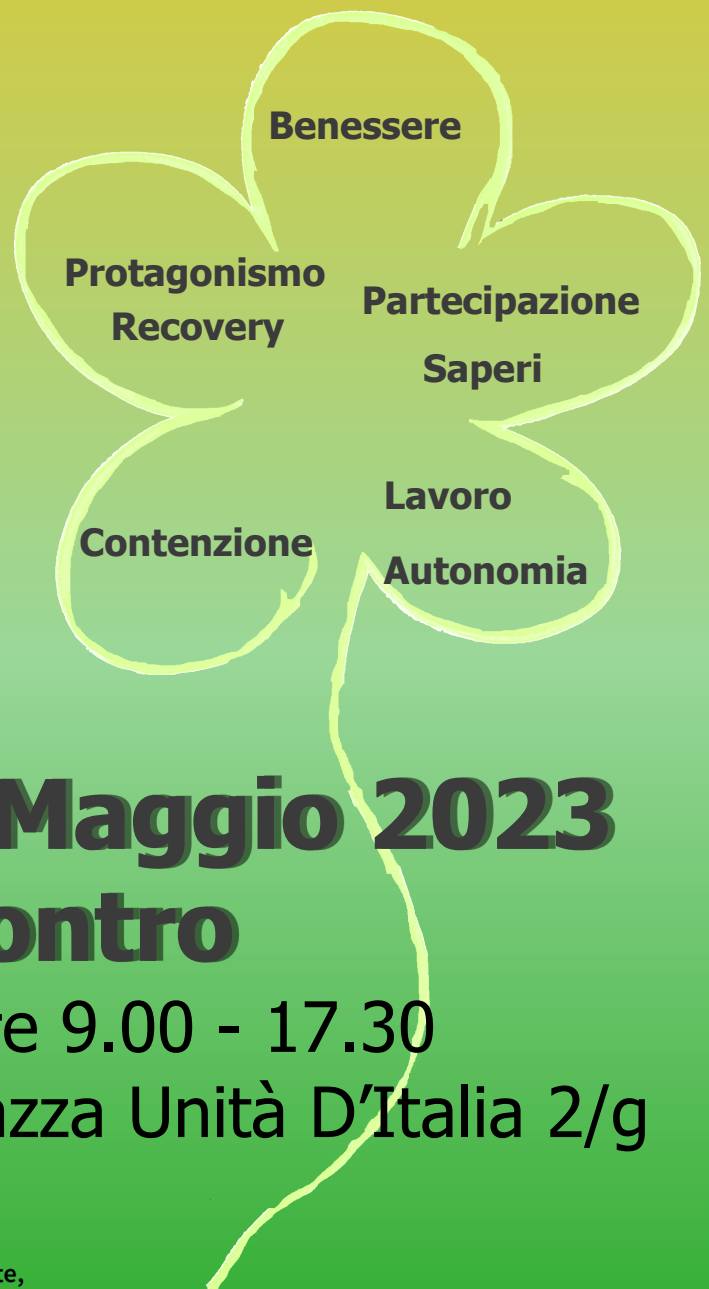 Benessere
Protagonismo
Recovery
Partecipazione
Saperi
Lavoro
Contenzione
Autonomia
Maggio 2023
ontro
re 9.00 - 17.30
azza Unità D’Italia 2/g
te,